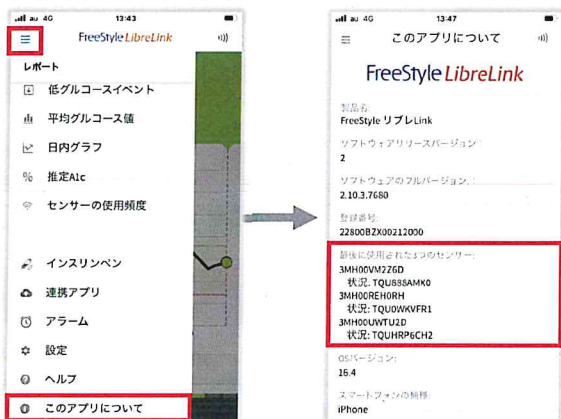 au 4G 13:43
FreeStyle LibreLink
レポート
低グルコースイベント
平均グルコース値
日内グラフ
% 推定A1c
センサーの使用頻度
インスリンペン
連携アプリ
アラーム
設定
ヘルプ
このアプリについて
au 4G 13:47
このアプリについて
FreeStyle LibreLink
製品名:
FreeStyle リブレLink
ソフトウェアリリースバージョン:
2
ソフトウェアのフルバージョン:
2.10.3.7680
登録番号:
22800BZX00212000
最後に使用された3つのセンサー:
3MH00VM2Z6D
状況: TQU888AMX0
3MH00REH0RH
状況: TQU0WKVFR1
3MH00UWTU2D
状況: TQUHRP6CH2
OSバージョン:
16.4
スマートフォンの機種:
iPhone